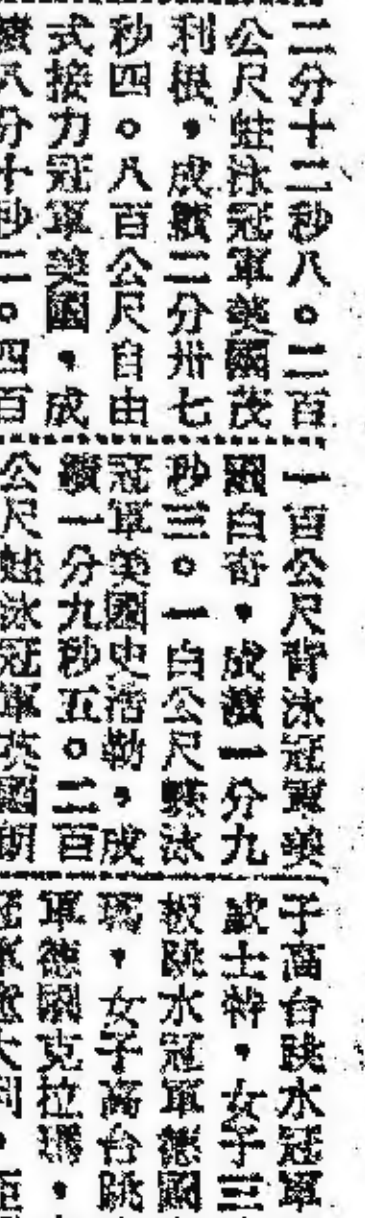 二分十二秒八。二百
公尺蛙泳冠軍美國茂
利根,成績二分卅七
秒四。八百公尺自由
式接力冠軍美國,成
績八分十秒二。四百
一百公尺背泳冠軍美
國白奇,成績一分九
秒三。一白公尺蝶泳
冠軍美國史浩勒,成
績一分九秒五。二百
公尺蛙泳冠軍英國明
子高台跳水冠軍
威士特,女子三
板跳水冠軍德國
瑪,女子高台跳
軍德國克拉瑪,